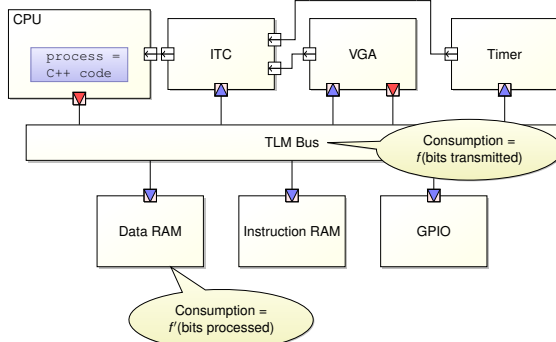 CPU
process =
C++ code
ITC
VGA
Timer
TLM Bus
Consumption =
f(bits transmitted)
Data RAM
Instruction RAM
GPIO
Consumption =
f′(bits processed)